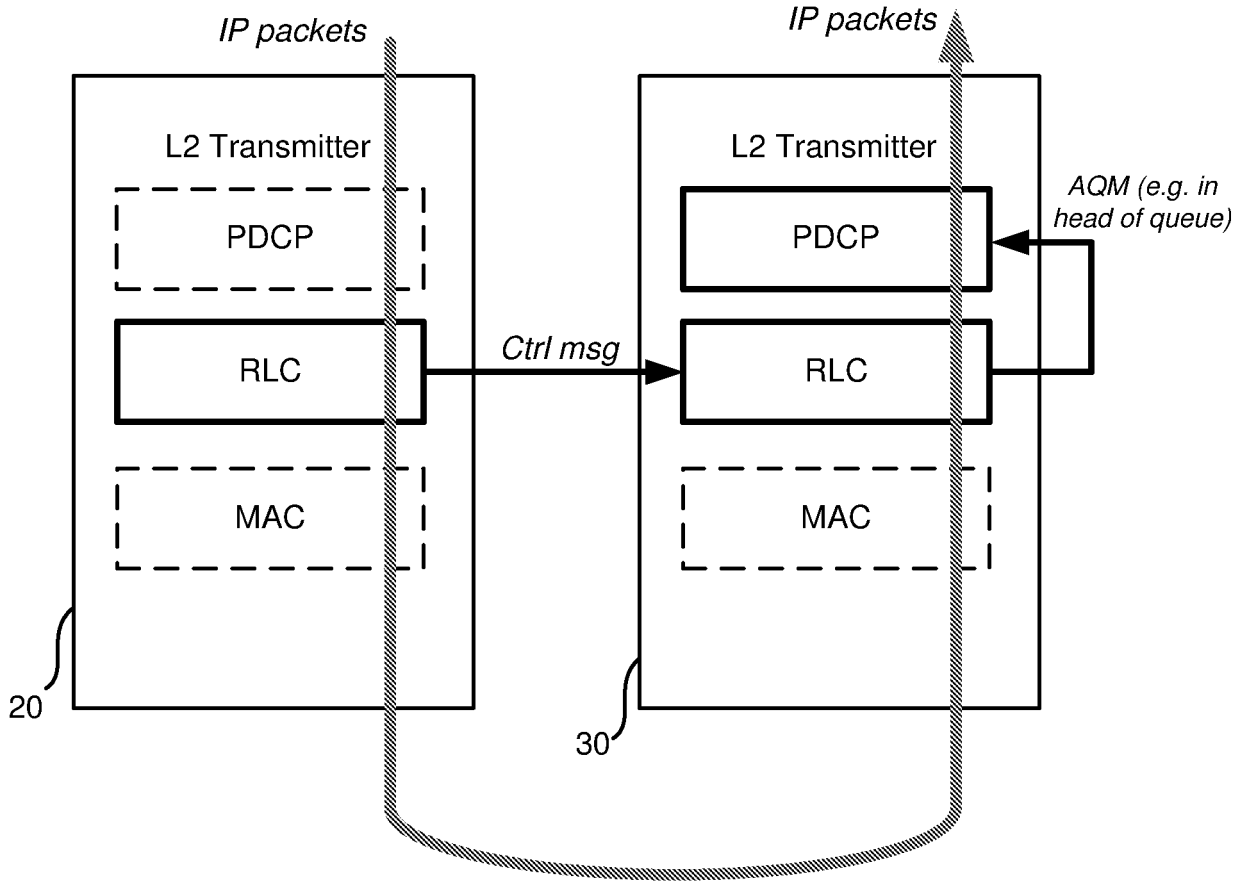 IP packets
L2 Transmitter
PDCP
RLC
MAC
20
Ctrl msg
IP packets
L2 Transmitter
PDCP
RLC
MAC
30
AQM (e.g. in
head of queue)